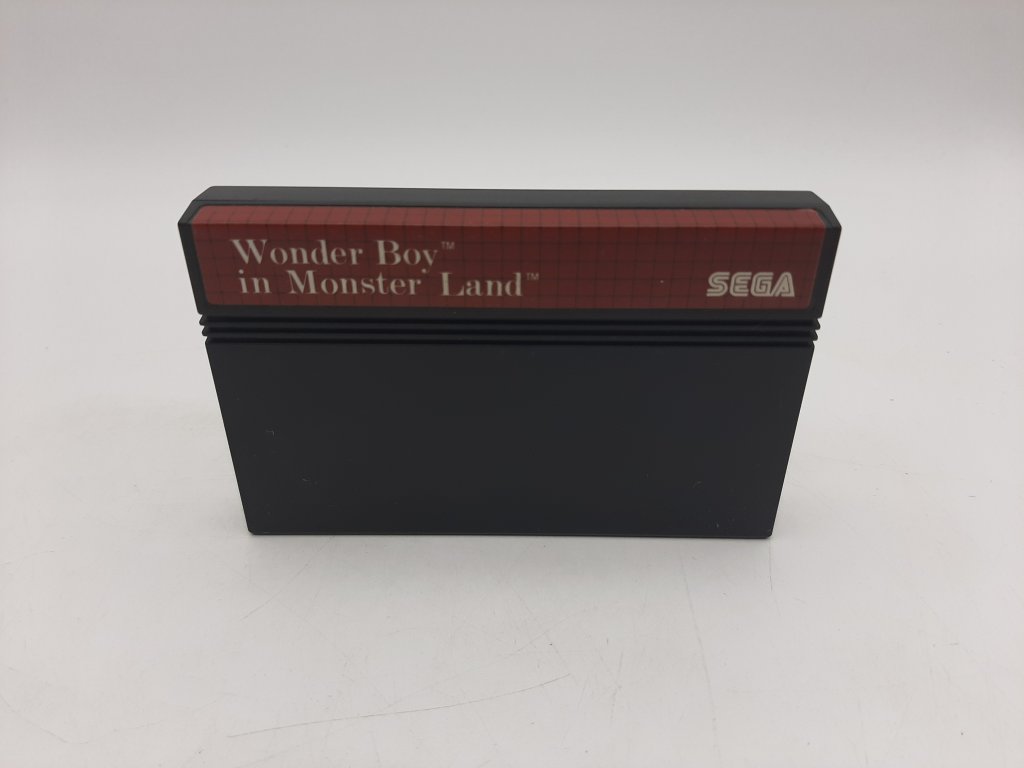 Wonder Boy™
in Monster Land™
SEGA